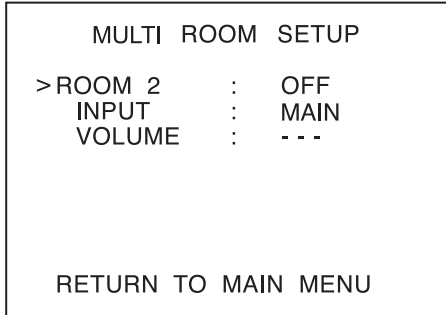 MULTI ROOM SETUP
>ROOM 2 : OFF
INPUT : MAIN
VOLUME : - - -
RETURN TO MAIN MENU